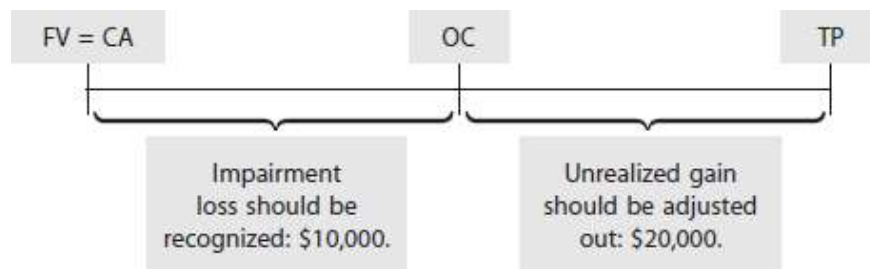 FV = CA
OC
TP
Impairment
loss should be
recognized: $10,000.
Unrealized gain
should be adjusted
out: $20,000.